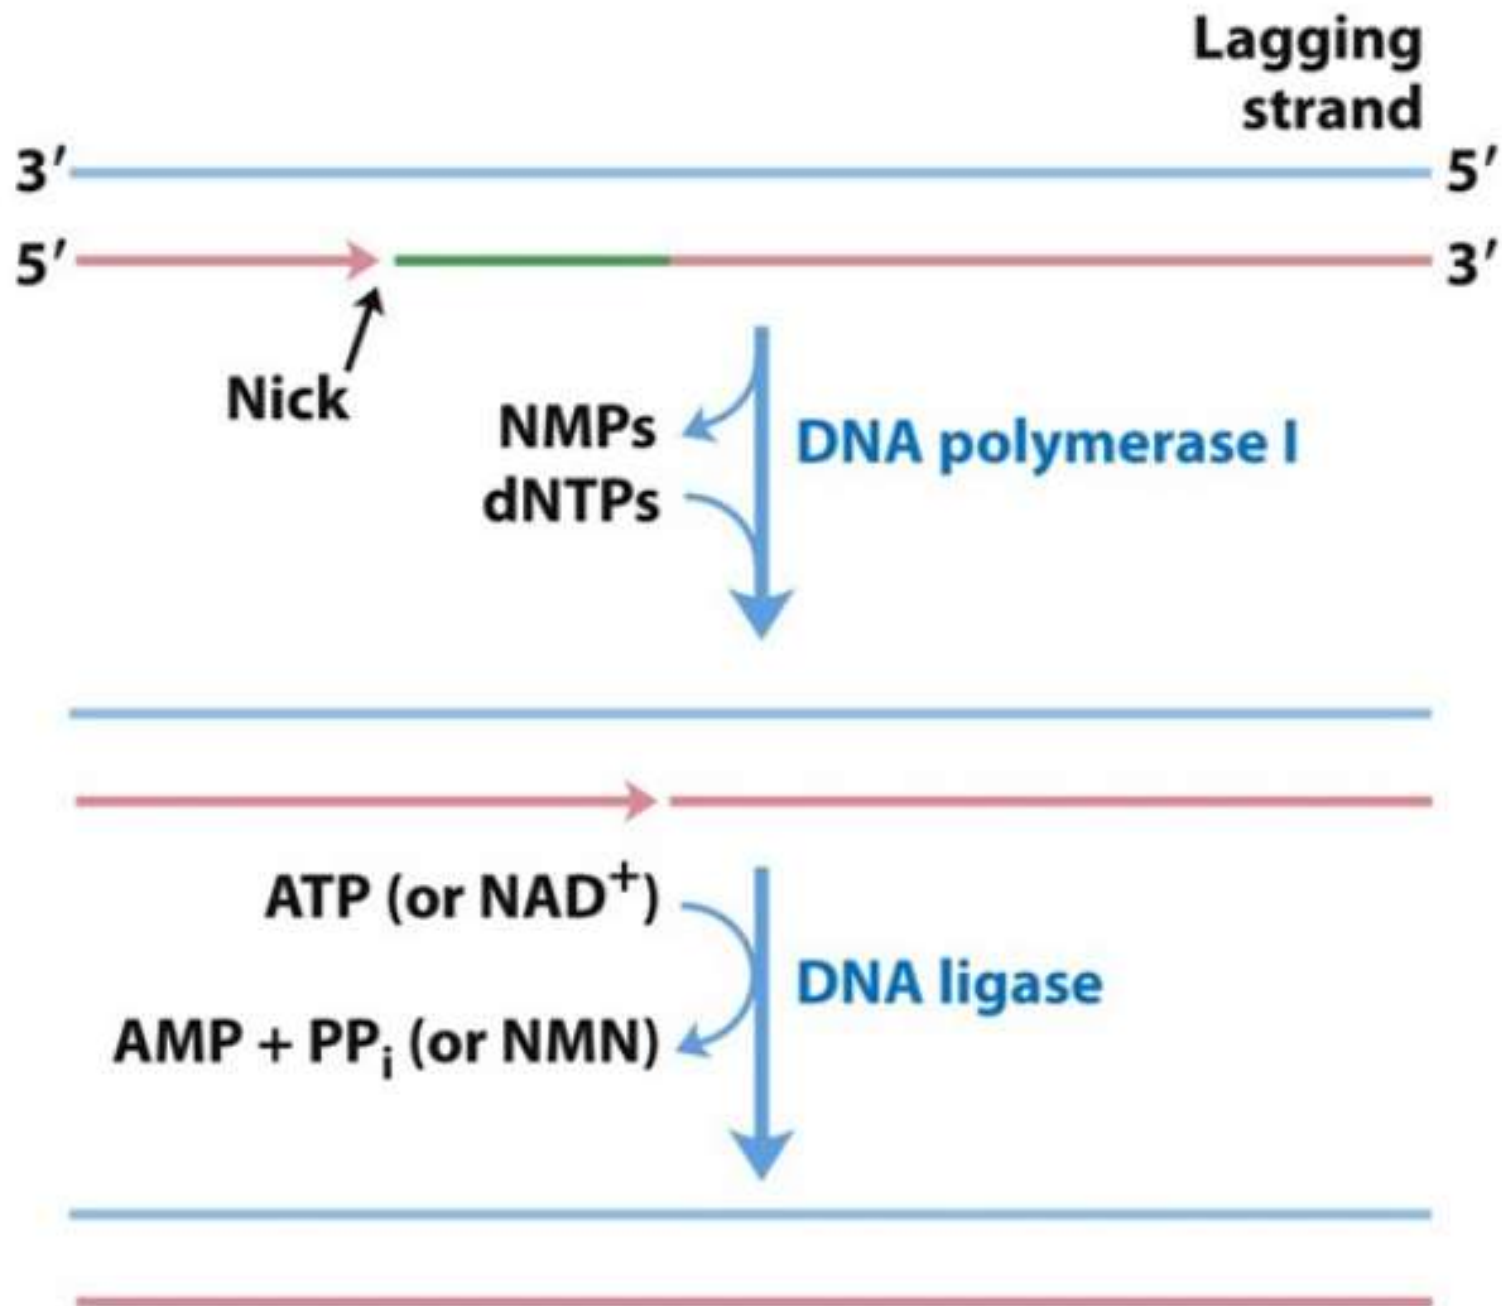 Lagging
strand
3′ 5′
5′ 3′
Nick
NMPs
DNA polymerase I
dNTPs
ATP (or NAD⁺)
DNA ligase
AMP + PPᵢ (or NMN)